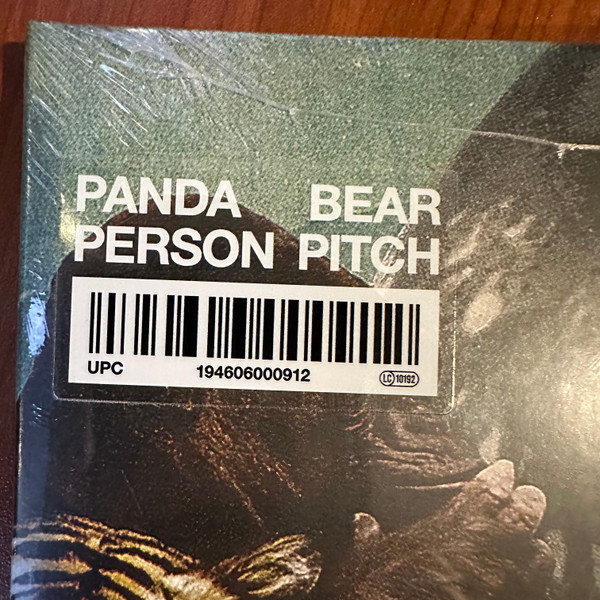 PANDA BEAR
PERSON PITCH
UPC 194606000912 LC 10192